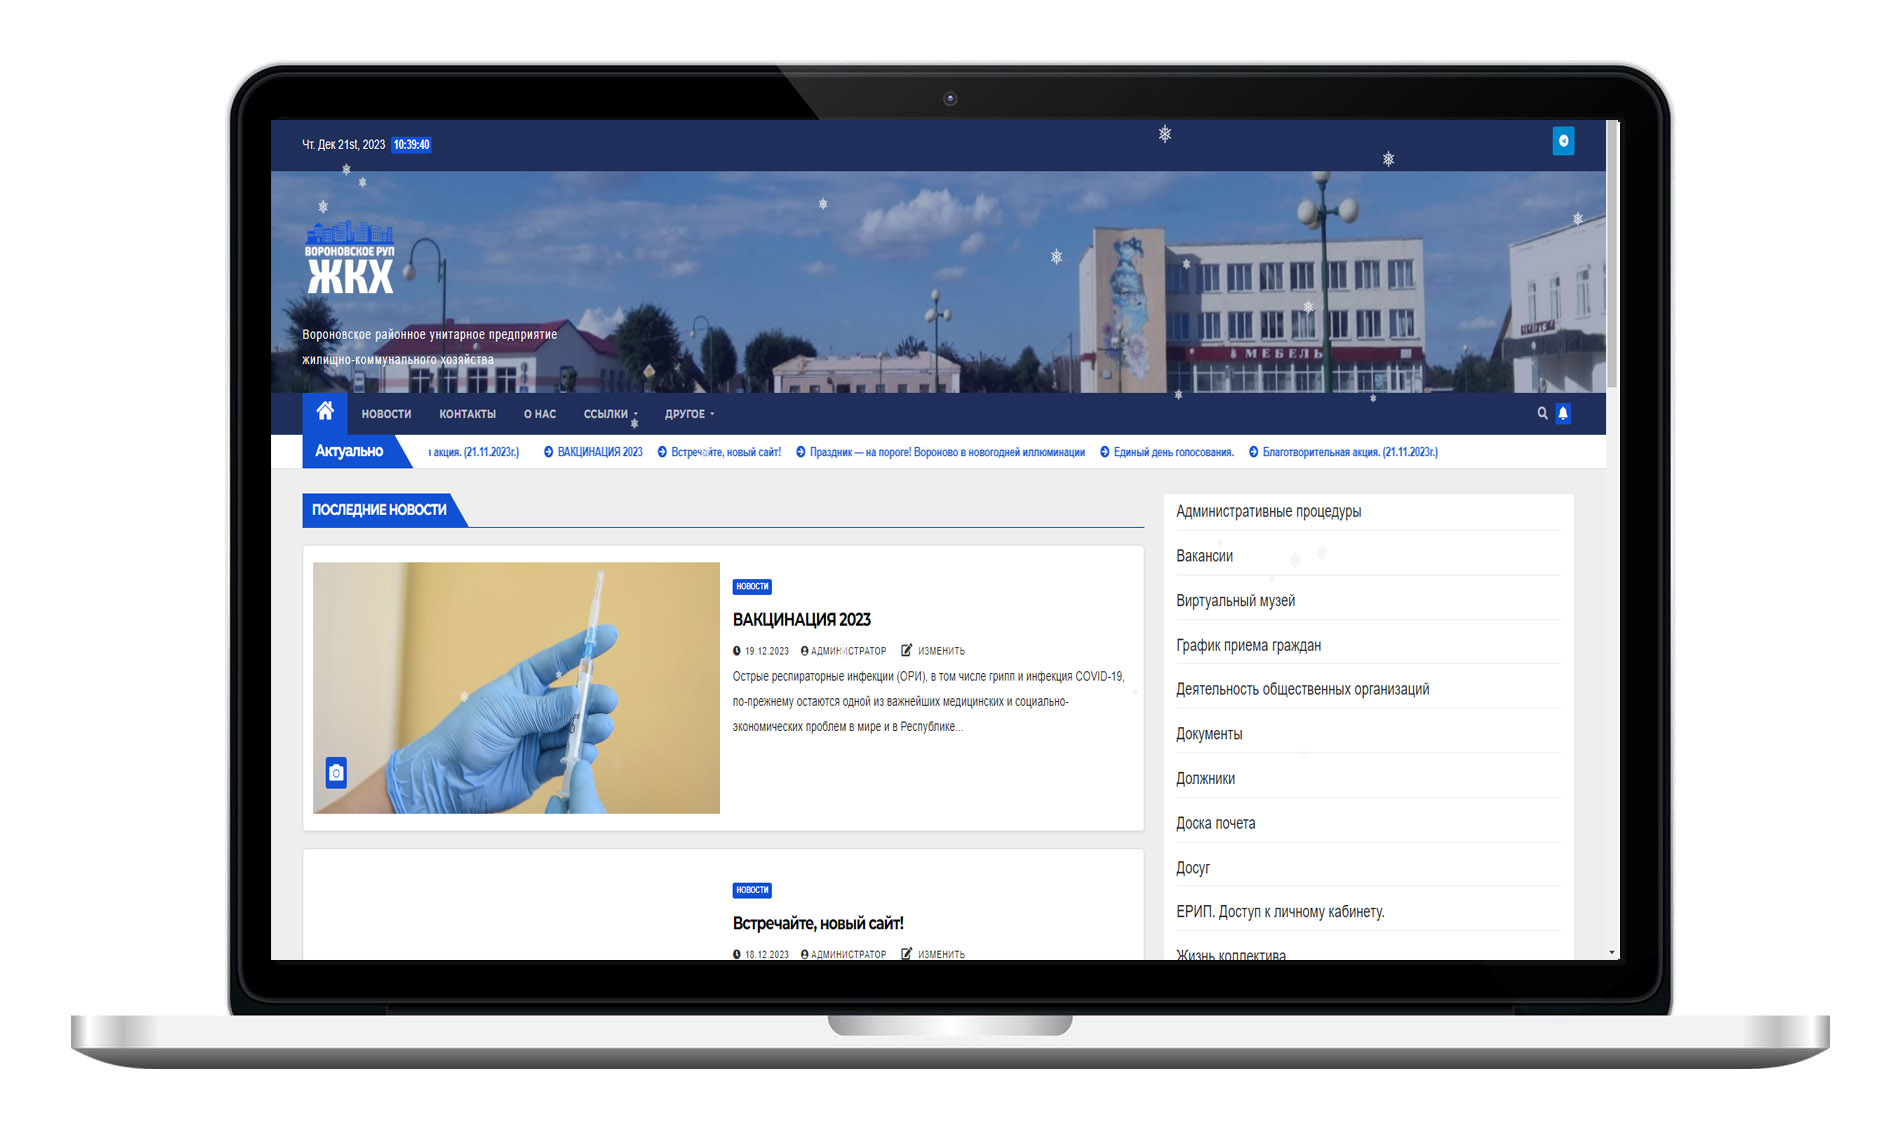 Чт. Дек 21st, 2023 10:39:40
ВОРОНОВСКОЕ РУП
ЖКХ
Вороновское районное унитарное предприятие
жилищно-коммунального хозяйства
МЕБЕЛЬ
НОВОСТИ КОНТАКТЫ О НАС ССЫЛКИ ДРУГОЕ
Актуально акция. (21.11.2023г.) ВАКЦИНАЦИЯ 2023 Встречайте, новый сайт! Праздник — на пороге! Вороново в новогодней иллюминации Единый день голосования. Благотворительная акция. (21.11.2023г.)
ПОСЛЕДНИЕ НОВОСТИ
НОВОСТИ
ВАКЦИНАЦИЯ 2023
19.12.2023 АДМИНИСТРАТОР ИЗМЕНИТЬ
Острые респираторные инфекции (ОРИ), в том числе грипп и инфекция COVID-19,
по-прежнему остаются одной из важнейших медицинских и социально-
экономических проблем в мире и в Республике...
НОВОСТИ
Встречайте, новый сайт!
18.12.2023 АДМИНИСТРАТОР ИЗМЕНИТЬ
Административные процедуры
Вакансии
Виртуальный музей
График приема граждан
Деятельность общественных организаций
Документы
Должники
Доска почета
Досуг
ЕРИП. Доступ к личному кабинету.
Жизнь коллектива